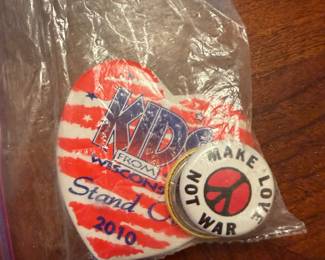 KIDS
FROM
WISCONS
Stand O
2010
MAKE LOVE
NOT WAR